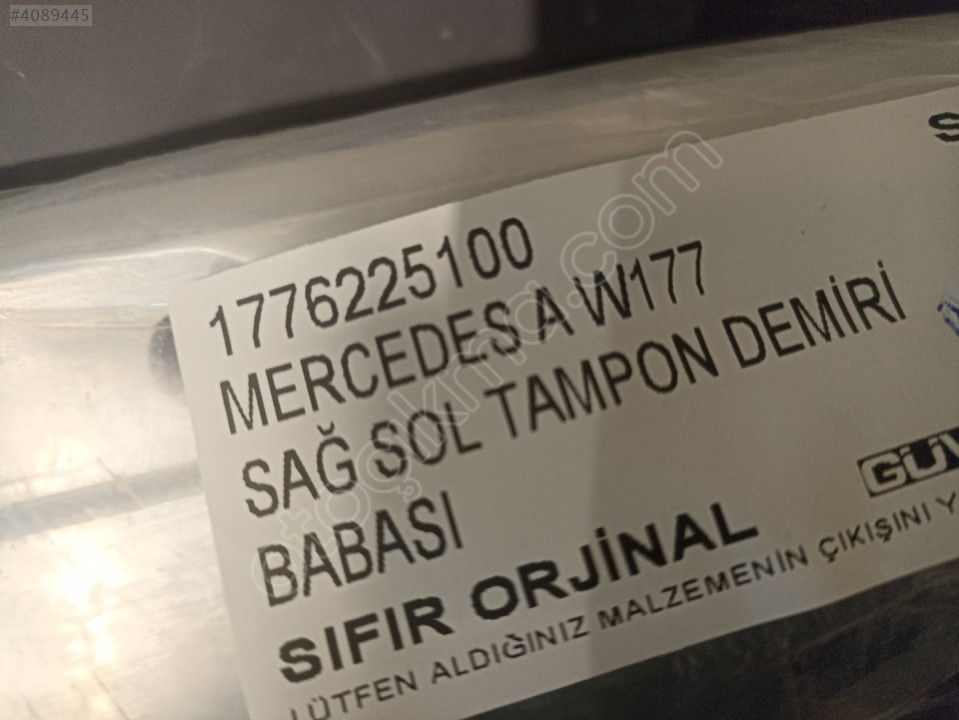 #4089445
1776225100
MERCEDES A W177
SAĞ SOL TAMPON DEMİRİ
BABASI
SIFIR ORJİNAL
LÜTFEN ALDIĞINIZ MALZEMENİN ÇIKIŞINI